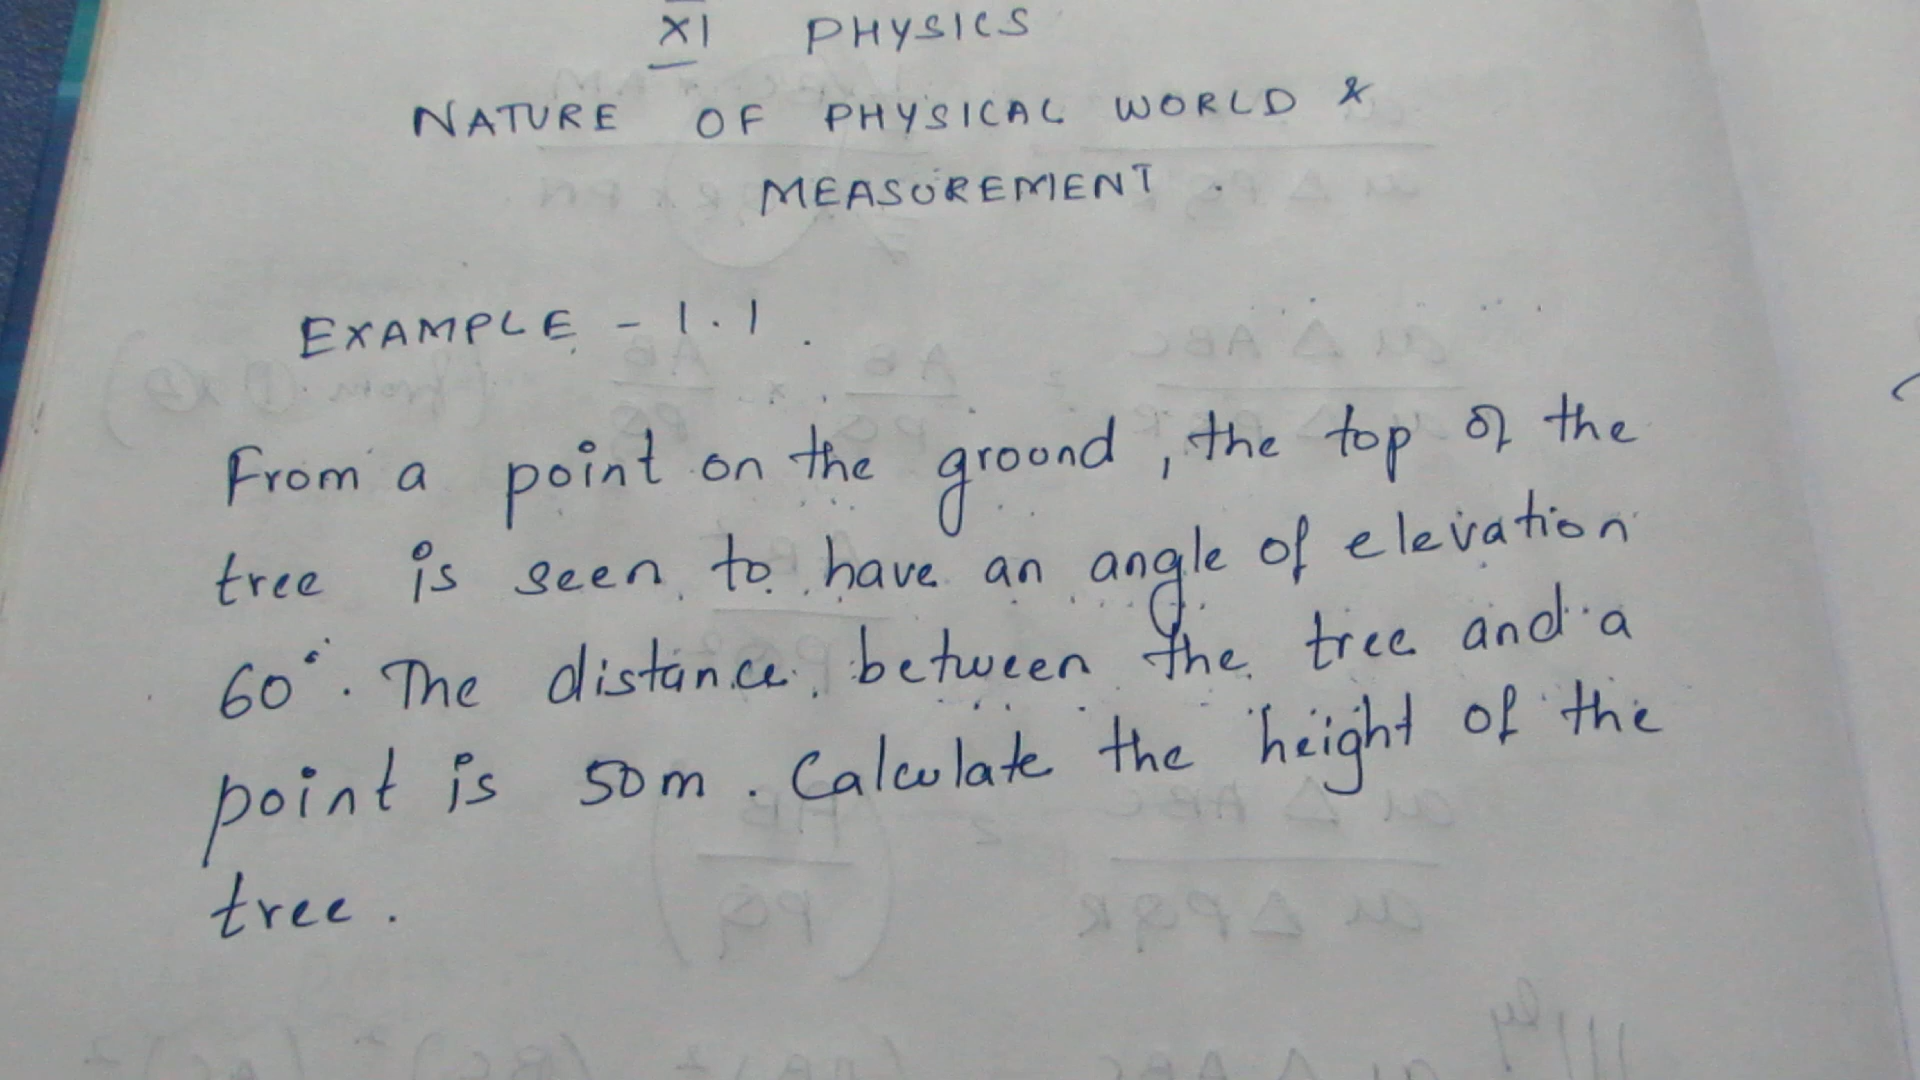 XI PHYSICS
NATURE OF PHYSICAL WORLD &
MEASUREMENT.
EXAMPLE - 1.1.
From a point on the ground, the top of the
tree is seen to have an angle of elevation
60°. The distance between the tree and a
point is 50m. Calculate the height of the
tree.